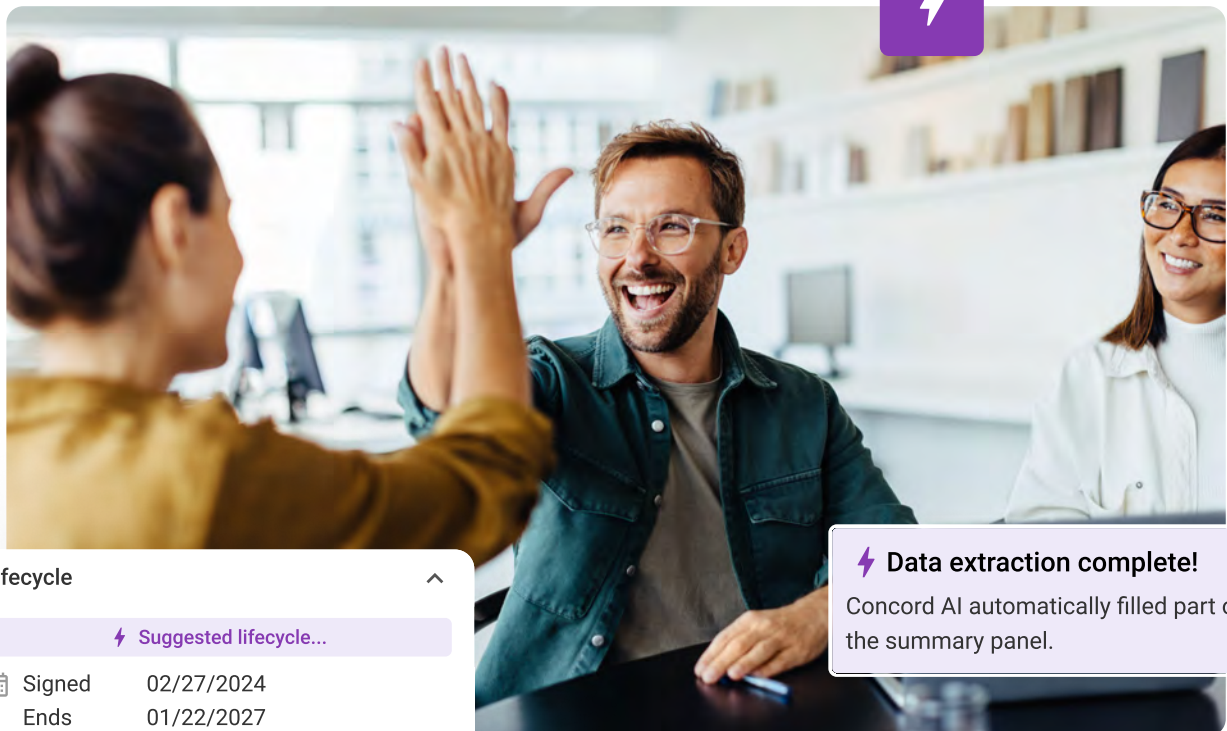 fecycle
Suggested lifecycle...
Signed 02/27/2024
Ends 01/22/2027
Data extraction complete!
Concord AI automatically filled part
the summary panel.